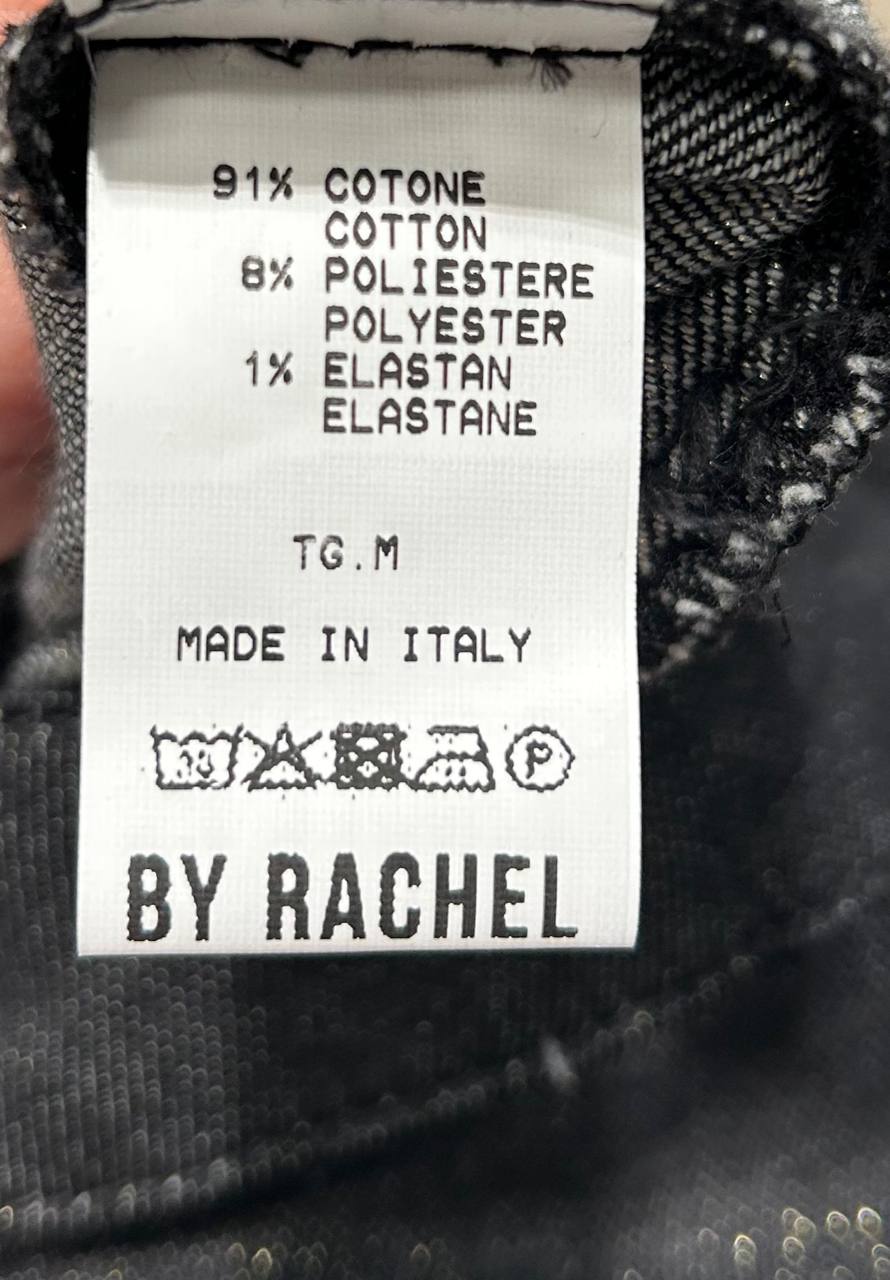 91% COTONE
COTTON
8% POLIESTERE
POLYESTER
1% ELASTAN
ELASTANE
TG.M
MADE IN ITALY
P
BY RACHEL